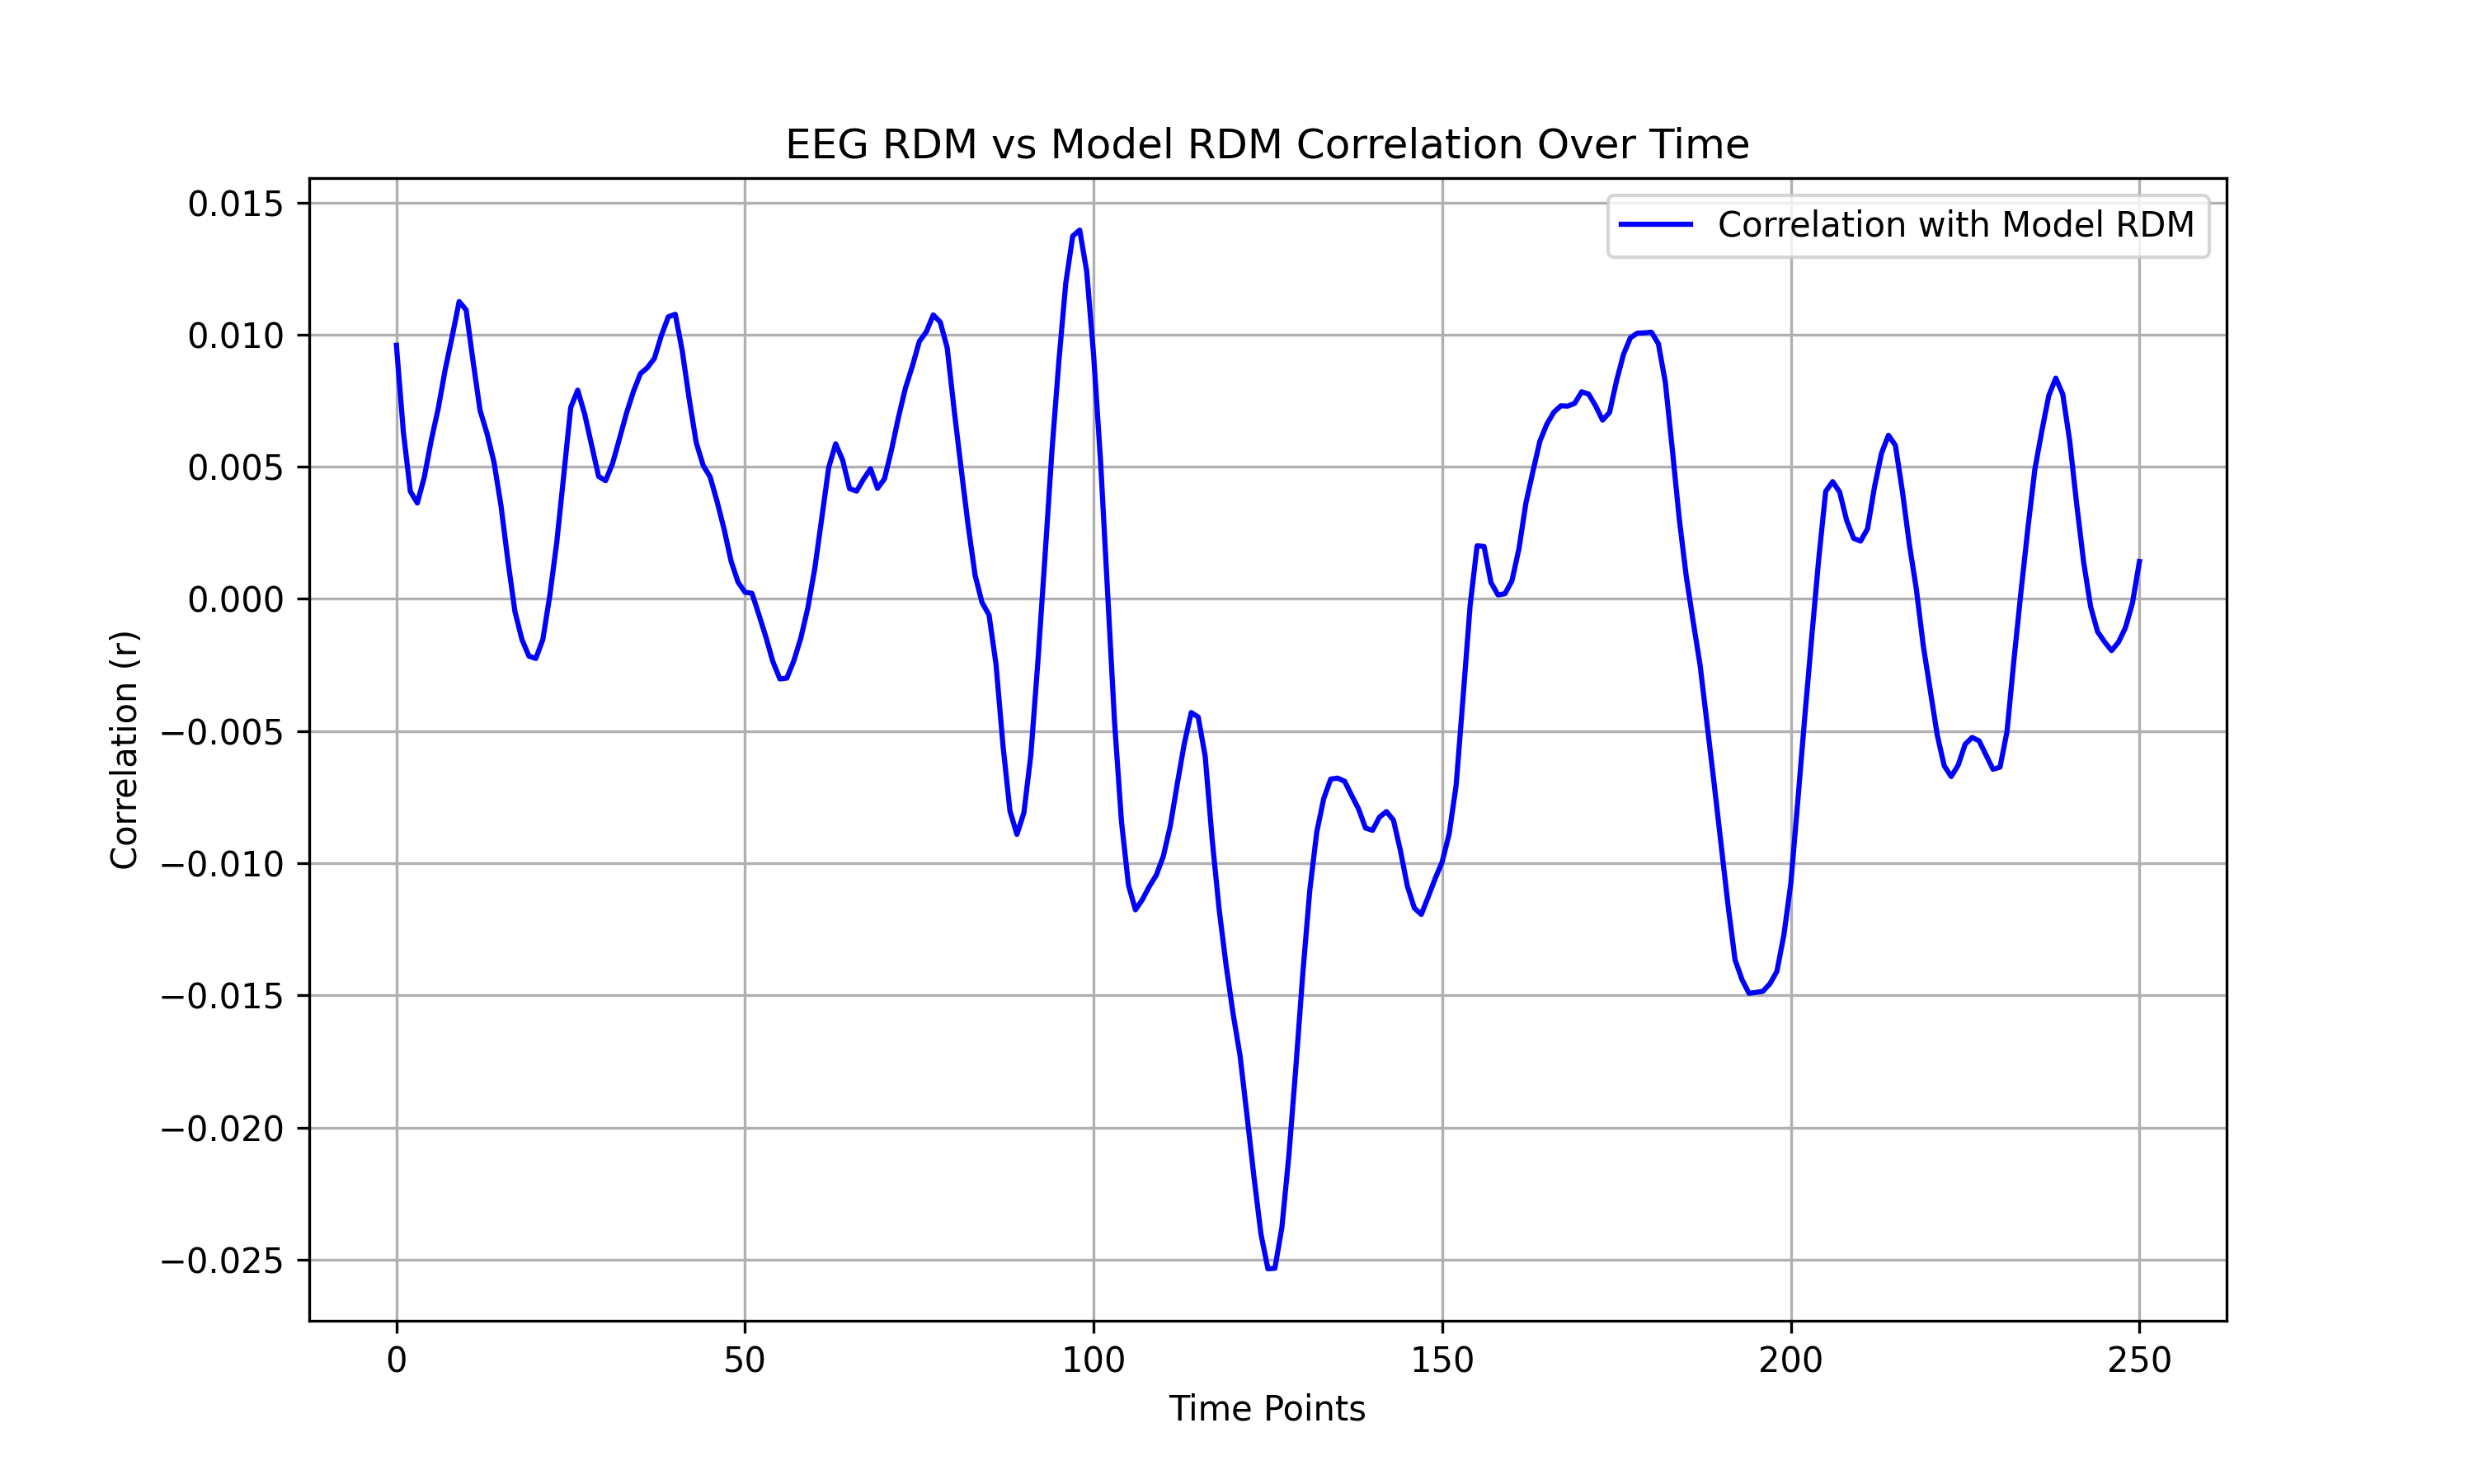 EEG RDM vs Model RDM Correlation Over Time
Correlation with Model RDM
Correlation (r)
0.015
0.010
0.005
0.000
−0.005
−0.010
−0.015
−0.020
−0.025
0 50 100 150 200 250
Time Points